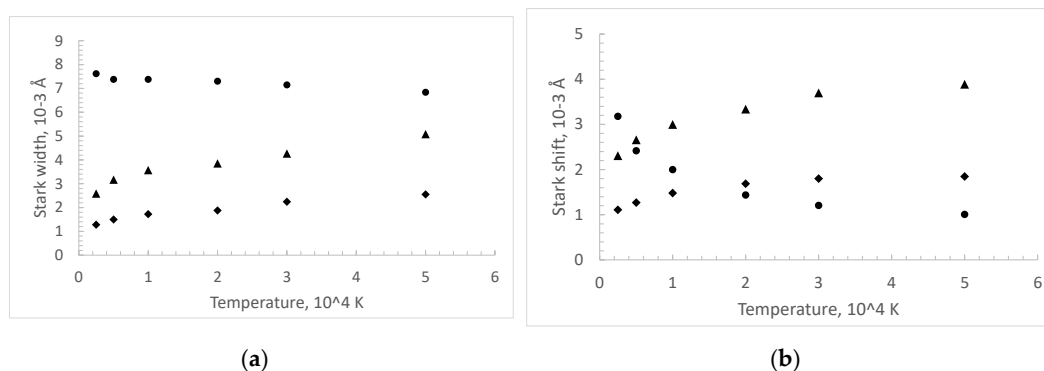 9
8
7
6
5
4
3
2
1
0
0 1 2 3 4 5 6
Stark width, 10-3 Å
Temperature, 10^4 K
(a)
5
4
3
2
1
0
0 1 2 3 4 5 6
Stark shift, 10-3 Å
Temperature, 10^4 K
(b)